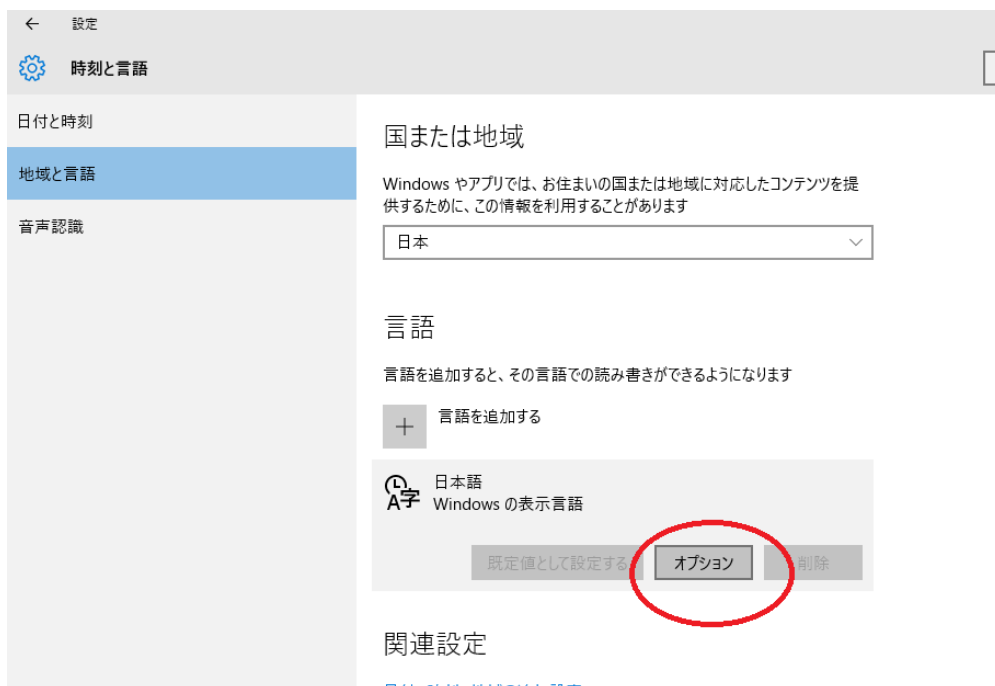 設定
時刻と言語
日付と時刻
地域と言語
音声認識
国または地域
Windows やアプリでは、お住まいの国または地域に対応したコンテンツを提
供するために、この情報を利用することがあります
日本
言語
言語を追加すると、その言語での読み書きができるようになります
言語を追加する
日本語
Windows の表示言語
既定値として設定する
オプション
削除
関連設定